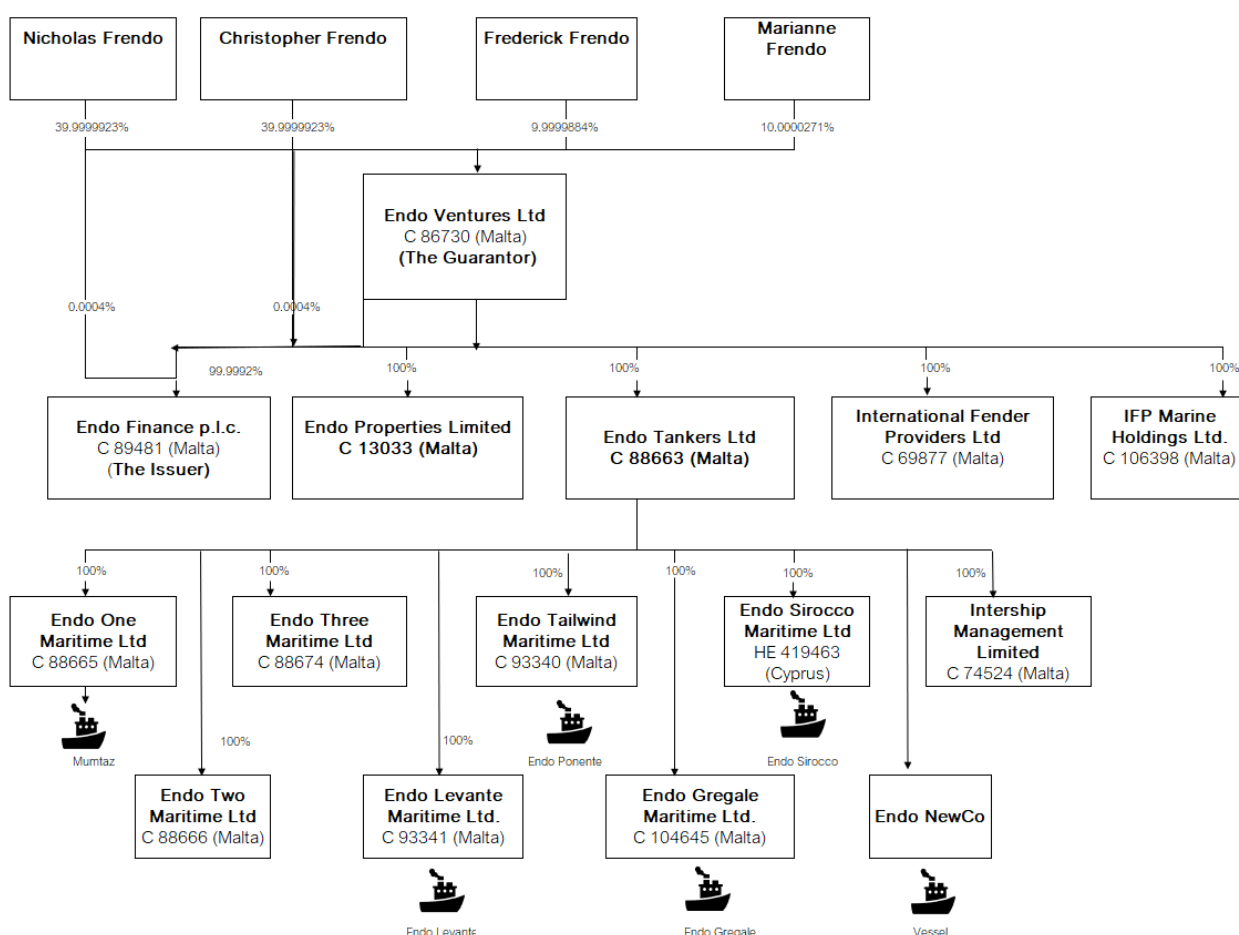 Nicholas Frendo
Christopher Frendo
Frederick Frendo
Marianne
Frendo
39.9999923%
39.9999923%
9.9999884%
10.0000271%
Endo Ventures Ltd
C 86730 (Malta)
(The Guarantor)
0.0004%
0.0004%
99.9992%
100%
100%
100%
100%
Endo Finance p.l.c.
C 89481 (Malta)
(The Issuer)
Endo Properties Limited
C 13033 (Malta)
Endo Tankers Ltd
C 88663 (Malta)
International Fender
Providers Ltd
C 69877 (Malta)
IFP Marine
Holdings Ltd.
C 106398 (Malta)
100%
100%
100%
100%
100%
100%
Endo One
Maritime Ltd
C 88665 (Malta)
Endo Three
Maritime Ltd
C 88674 (Malta)
Endo Tailwind
Maritime Ltd
C 93340 (Malta)
Endo Sirocco
Maritime Ltd
HE 419463
(Cyprus)
Intership
Management
Limited
C 74524 (Malta)
Mumtaz
Endo Ponente
Endo Sirocco
100%
100%
Endo Two
Maritime Ltd
C 88666 (Malta)
Endo Levante
Maritime Ltd.
C 93341 (Malta)
Endo Gregale
Maritime Ltd.
C 104645 (Malta)
Endo NewCo
Endo Levante
Endo Gregale
Vessel